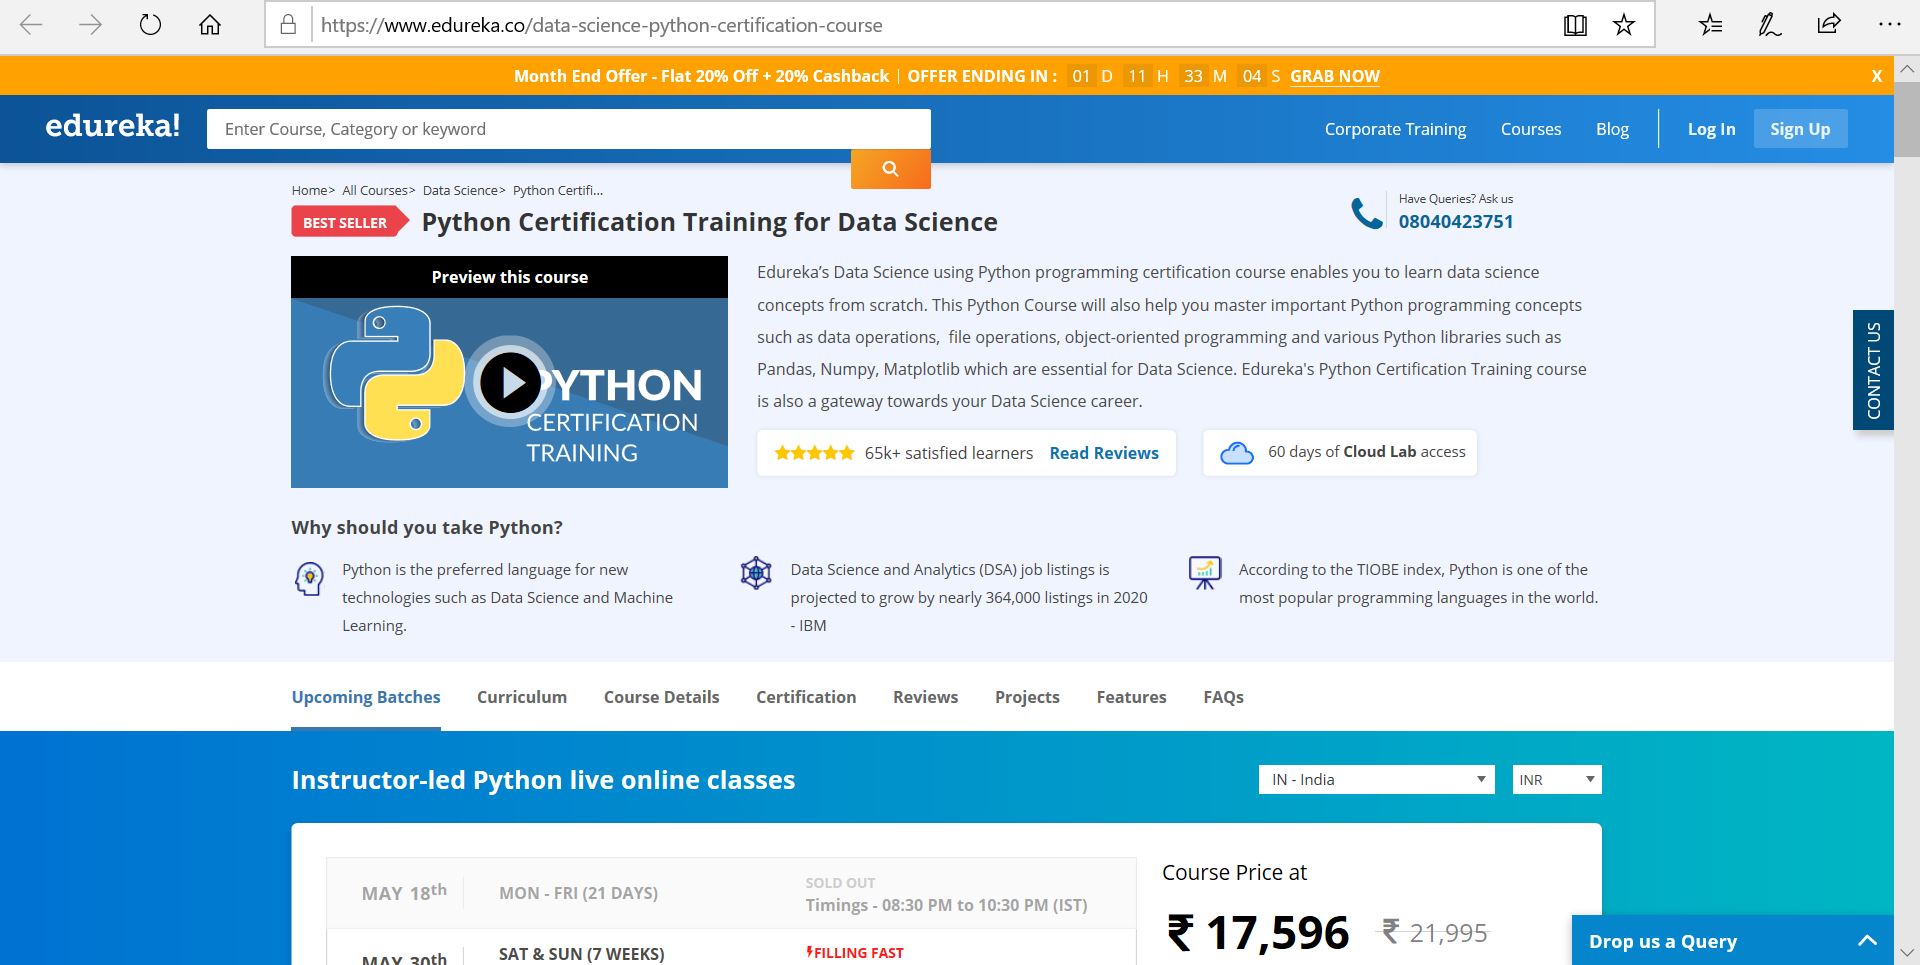 https://www.edureka.co/data-science-python-certification-course
Month End Offer - Flat 20% Off + 20% Cashback | OFFER ENDING IN : 01 D 11 H 33 M 04 S GRAB NOW X
edureka! Enter Course, Category or keyword Corporate Training Courses Blog Log In Sign Up
Home> All Courses> Data Science> Python Certifi...
BEST SELLER Python Certification Training for Data Science
Have Queries? Ask us
08040423751
Preview this course
PYTHON
CERTIFICATION
TRAINING
Edureka’s Data Science using Python programming certification course enables you to learn data science
concepts from scratch. This Python Course will also help you master important Python programming concepts
such as data operations, file operations, object-oriented programming and various Python libraries such as
Pandas, Numpy, Matplotlib which are essential for Data Science. Edureka's Python Certification Training course
is also a gateway towards your Data Science career.
65k+ satisfied learners Read Reviews
60 days of Cloud Lab access
CONTACT US
Why should you take Python?
Python is the preferred language for new
technologies such as Data Science and Machine
Learning.
Data Science and Analytics (DSA) job listings is
projected to grow by nearly 364,000 listings in 2020
- IBM
According to the TIOBE index, Python is one of the
most popular programming languages in the world.
Upcoming Batches Curriculum Course Details Certification Reviews Projects Features FAQs
Instructor-led Python live online classes
IN - India INR
MAY 18th MON - FRI (21 DAYS)
SOLD OUT
Timings - 08:30 PM to 10:30 PM (IST)
MAY 30th SAT & SUN (7 WEEKS) FILLING FAST
Course Price at
₹ 17,596 ₹ 21,995
Drop us a Query